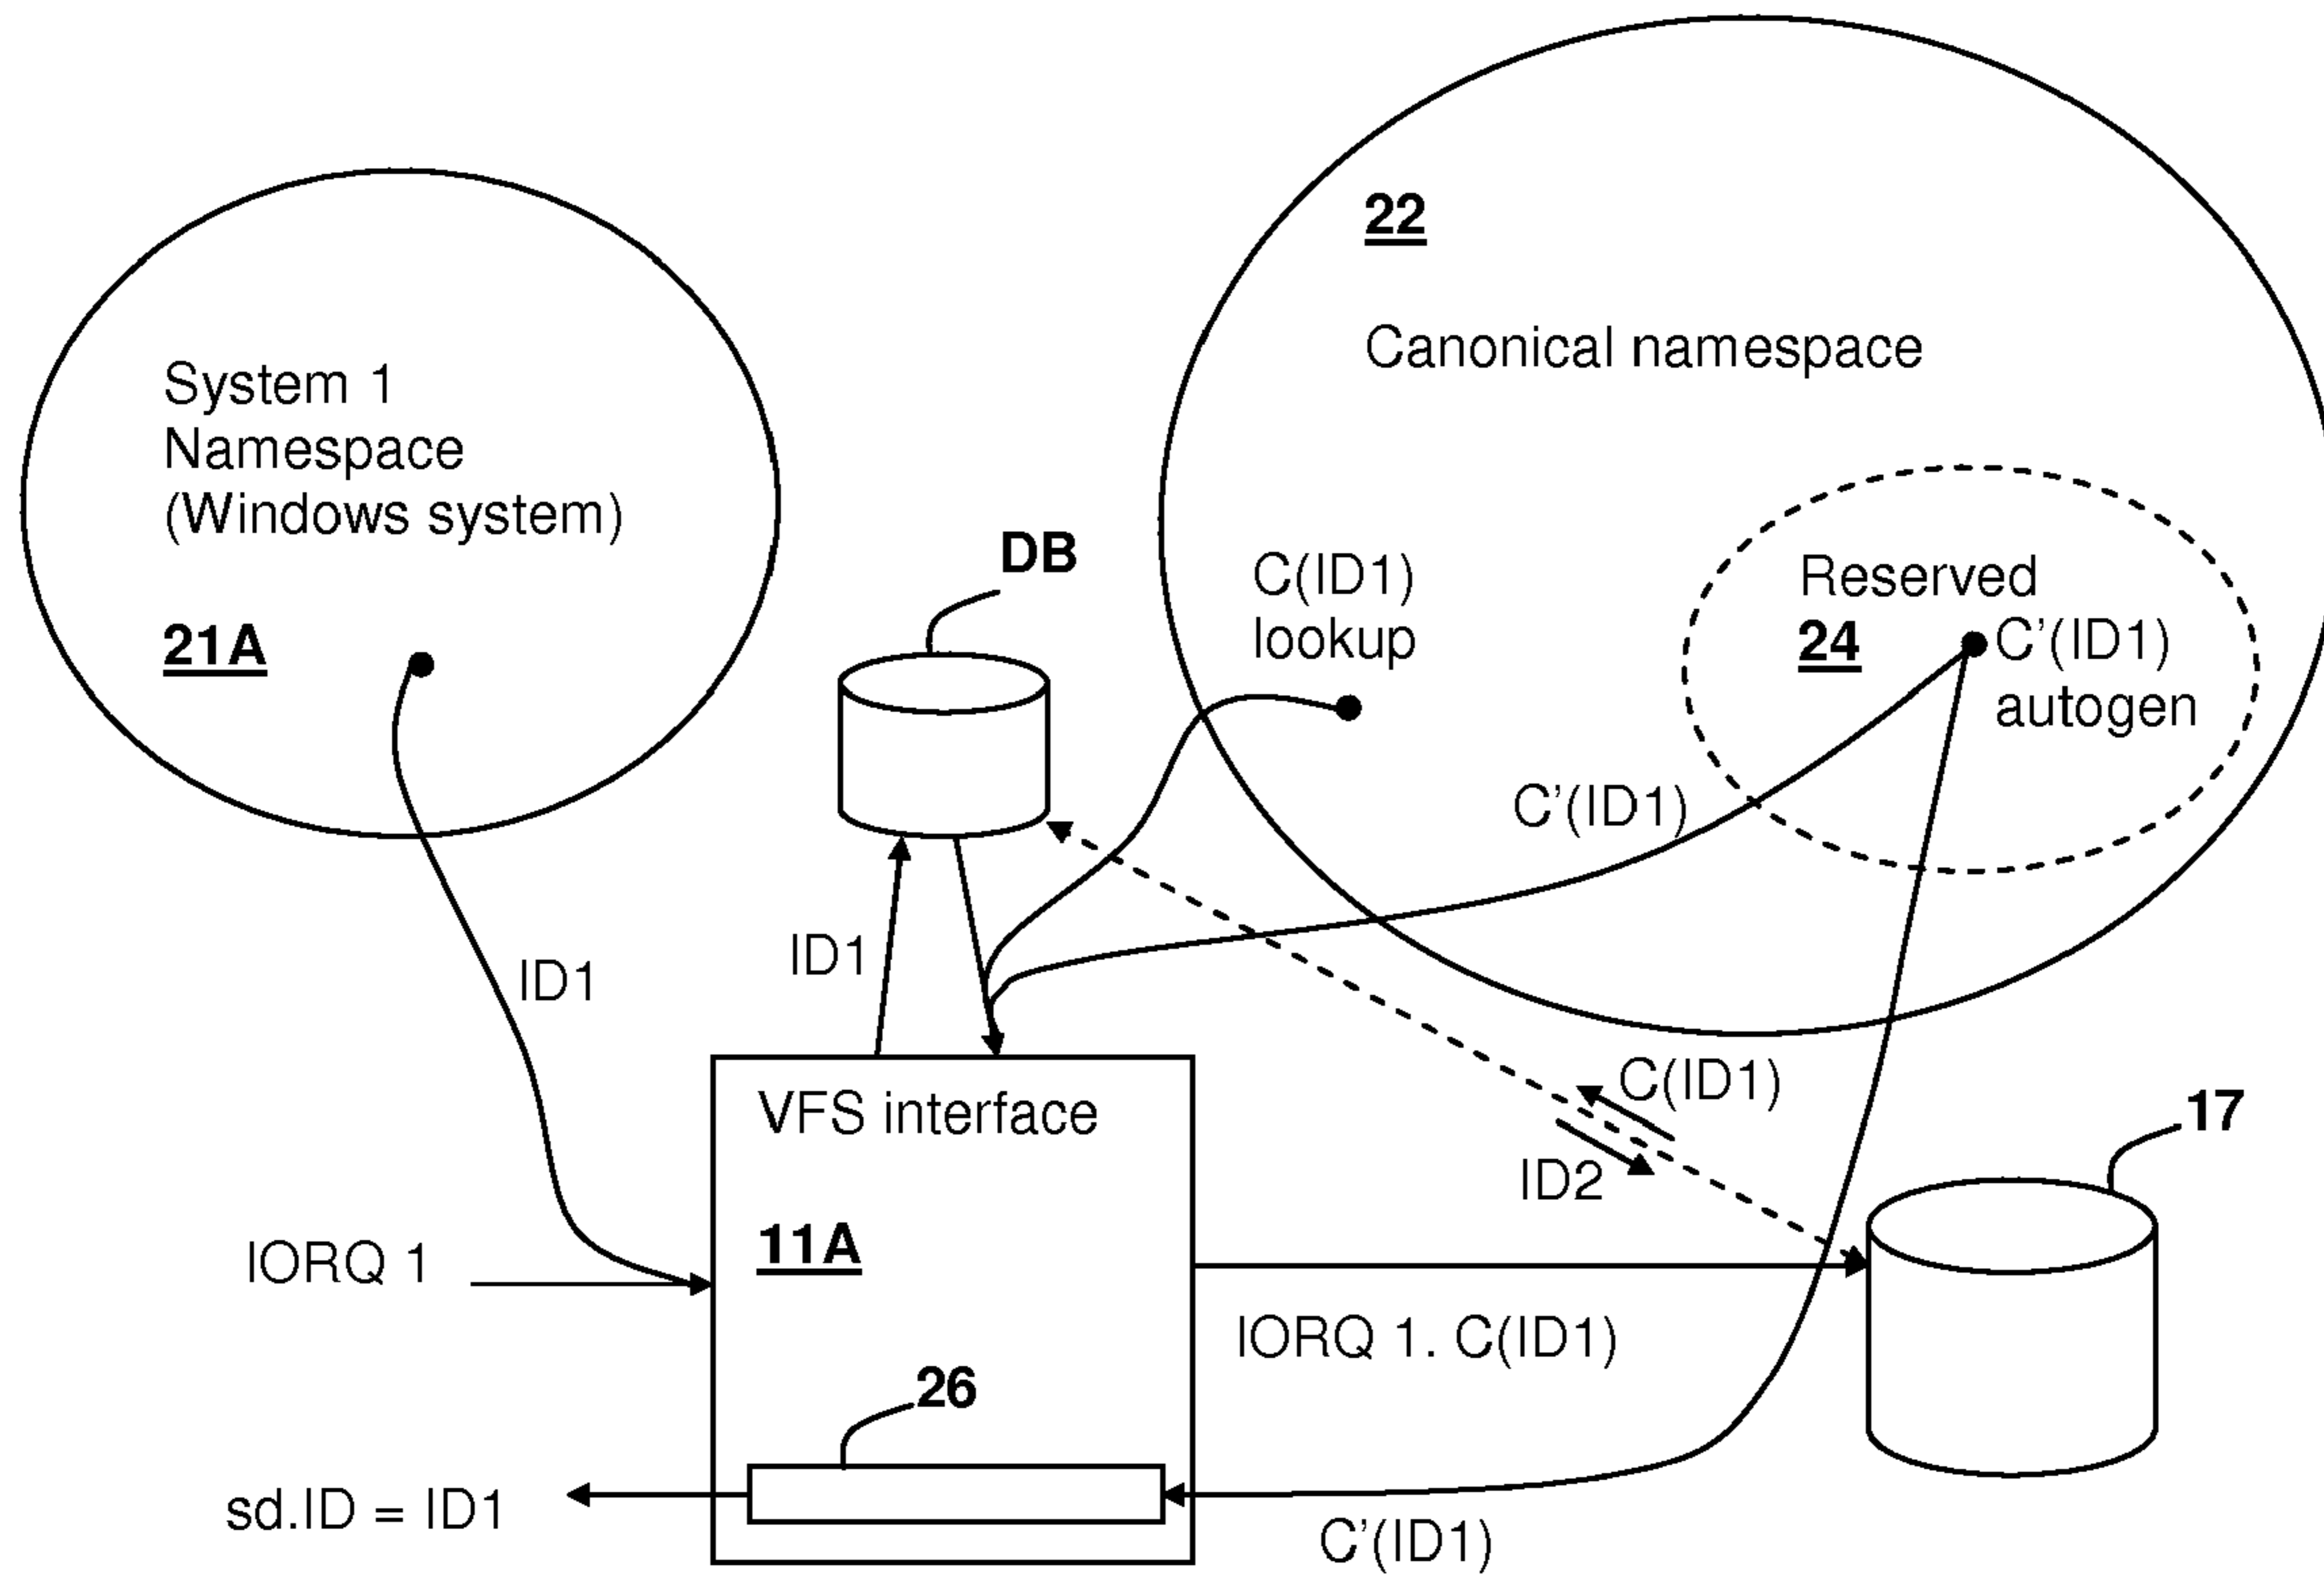 22
Canonical namespace
System 1
Namespace
(Windows system)
21A
DB
C(ID1)
lookup
Reserved
24
C'(ID1)
autogen
C'(ID1)
ID1
ID1
C(ID1)
ID2
17
VFS interface
11A
IORQ 1
IORQ 1. C(ID1)
26
sd.ID = ID1
C'(ID1)